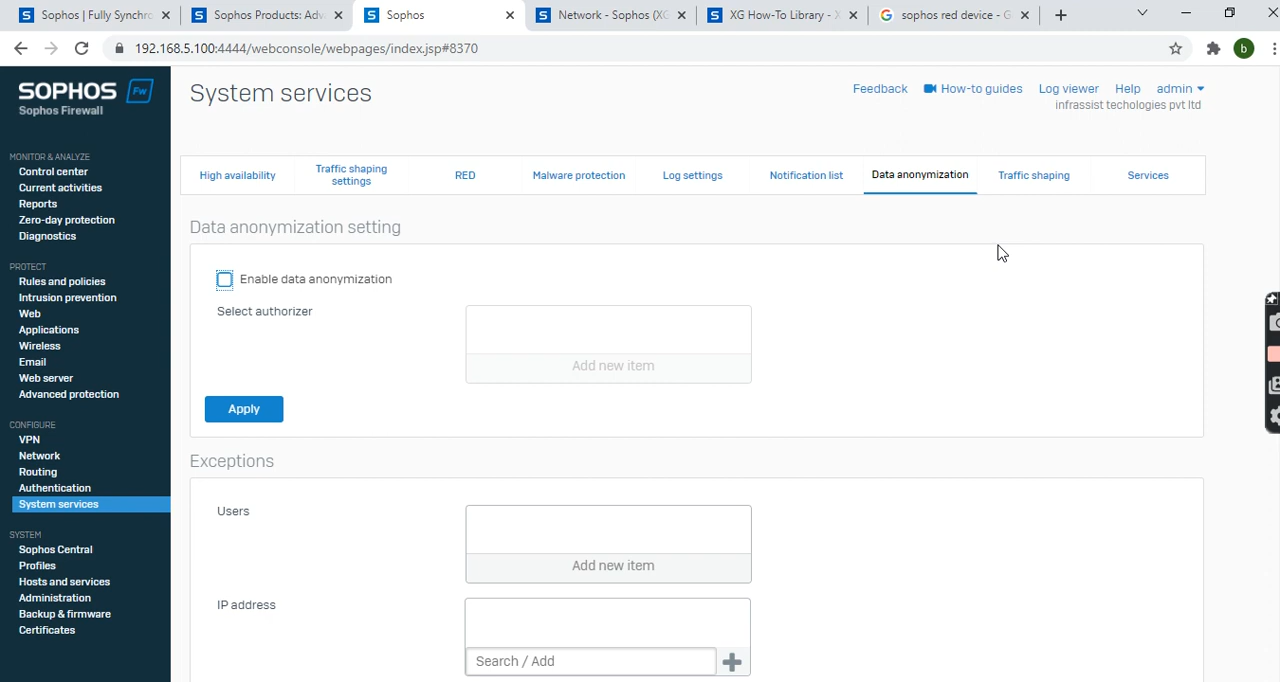 Sophos | Fully Synchro
Sophos Products: Adv
Sophos
Network - Sophos (XG
XG How-To Library - X
sophos red device - G
192.168.5.100:4444/webconsole/webpages/index.jsp#8370
b
SOPHOS Fw
Sophos Firewall
System services
Feedback
How-to guides
Log viewer
Help
admin
infrassist techologies pvt ltd
MONITOR & ANALYZE
Control center
Current activities
Reports
Zero-day protection
Diagnostics
PROTECT
Rules and policies
Intrusion prevention
Web
Applications
Wireless
Email
Web server
Advanced protection
CONFIGURE
VPN
Network
Routing
Authentication
System services
SYSTEM
Sophos Central
Profiles
Hosts and services
Administration
Backup & firmware
Certificates
High availability
Traffic shaping
settings
RED
Malware protection
Log settings
Notification list
Data anonymization
Traffic shaping
Services
Data anonymization setting
Enable data anonymization
Select authorizer
Add new item
Apply
Exceptions
Users
Add new item
IP address
Search / Add